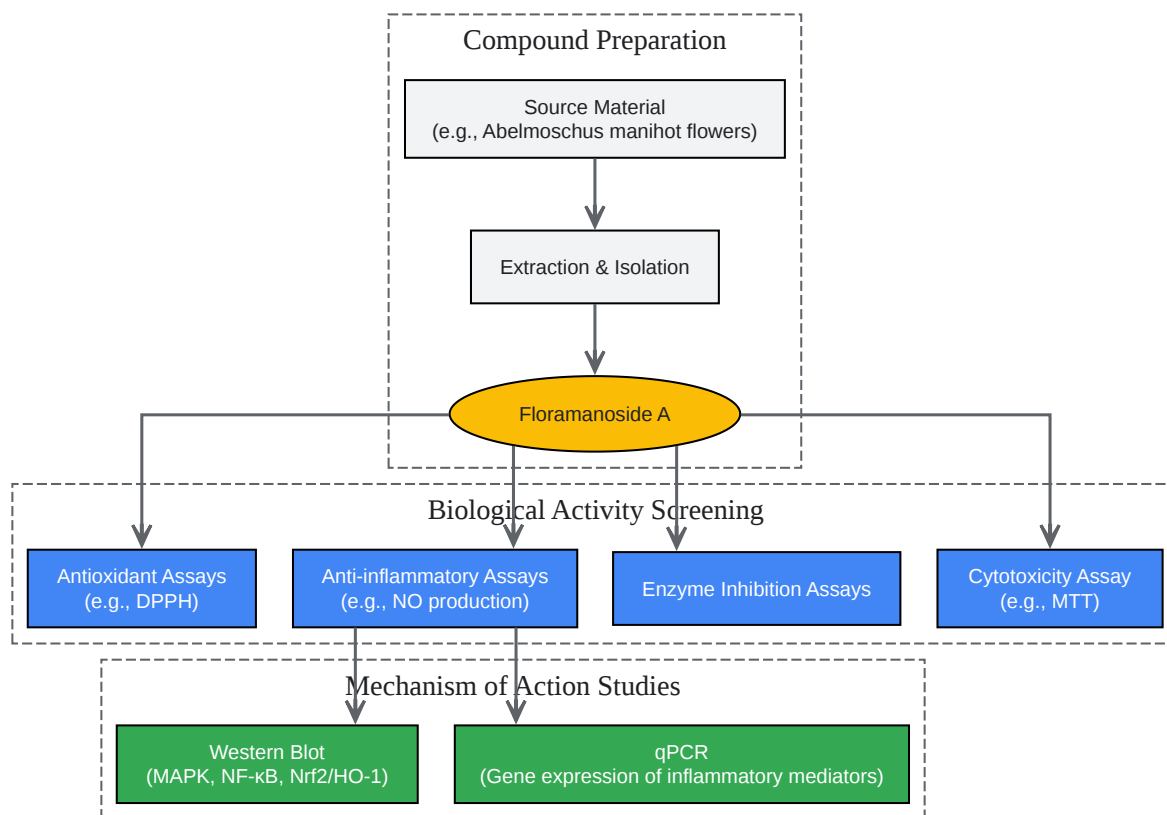 Compound Preparation
Source Material
(e.g., Abelmoschus manihot flowers)
Extraction & Isolation
Floramanoside A
Biological Activity Screening
Antioxidant Assays
(e.g., DPPH)
Anti-inflammatory Assays
(e.g., NO production)
Enzyme Inhibition Assays
Cytotoxicity Assay
(e.g., MTT)
Mechanism of Action Studies
Western Blot
(MAPK, NF-κB, Nrf2/HO-1)
qPCR
(Gene expression of inflammatory mediators)